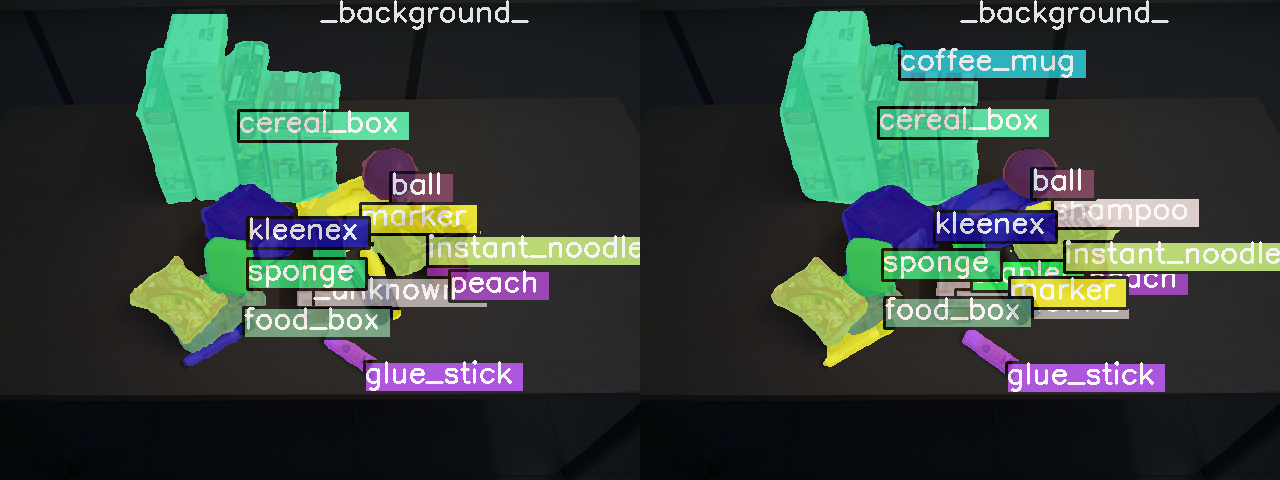 _background_
cereal_box
ball
marker
kleenex
instant_noodle
sponge
peach
_unknown
food_box
glue_stick
_background_
coffee_mug
cereal_box
ball
shampoo
kleenex
instant_noodle
sponge
marker
food_box
glue_stick